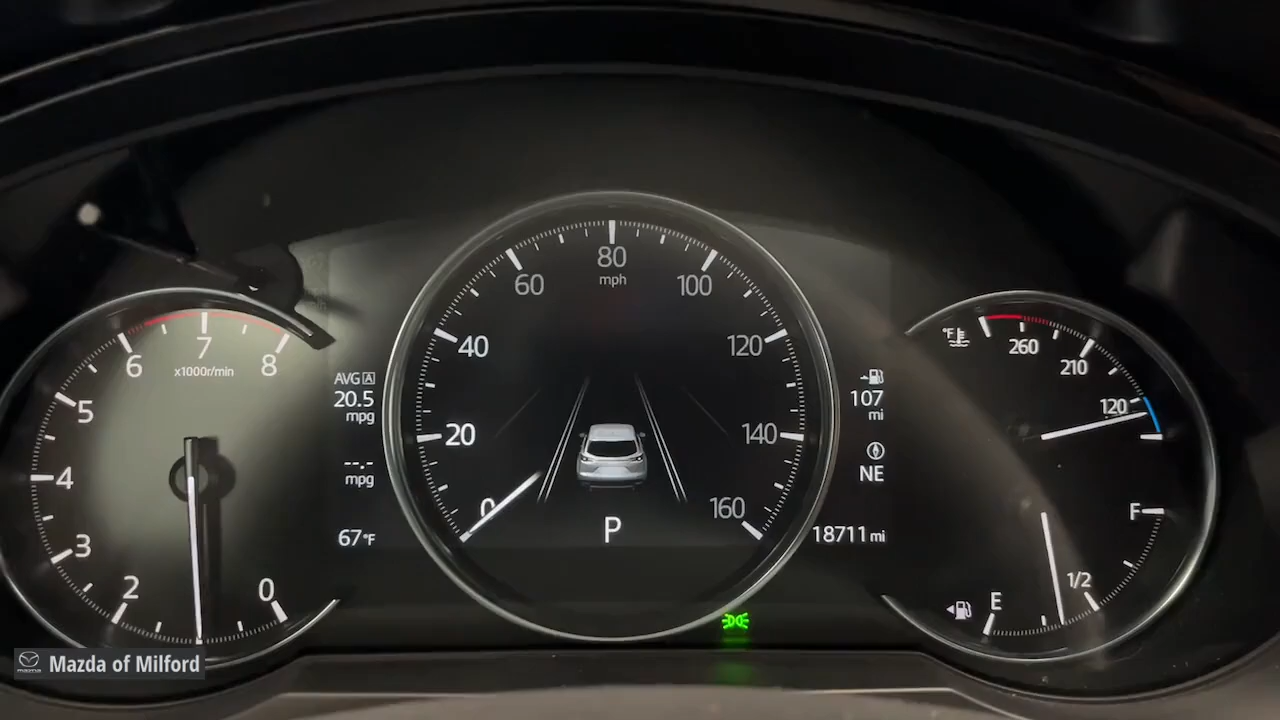 80
mph
60
100
40
120
20
140
0
160
P
7
6
8
x1000r/min
5
4
3
2
0
AVG A
20.5
mpg
--.-
mpg
67°F
107
mi
NE
18711 mi
°F
260
210
120
F
1/2
E
Mazda of Milford